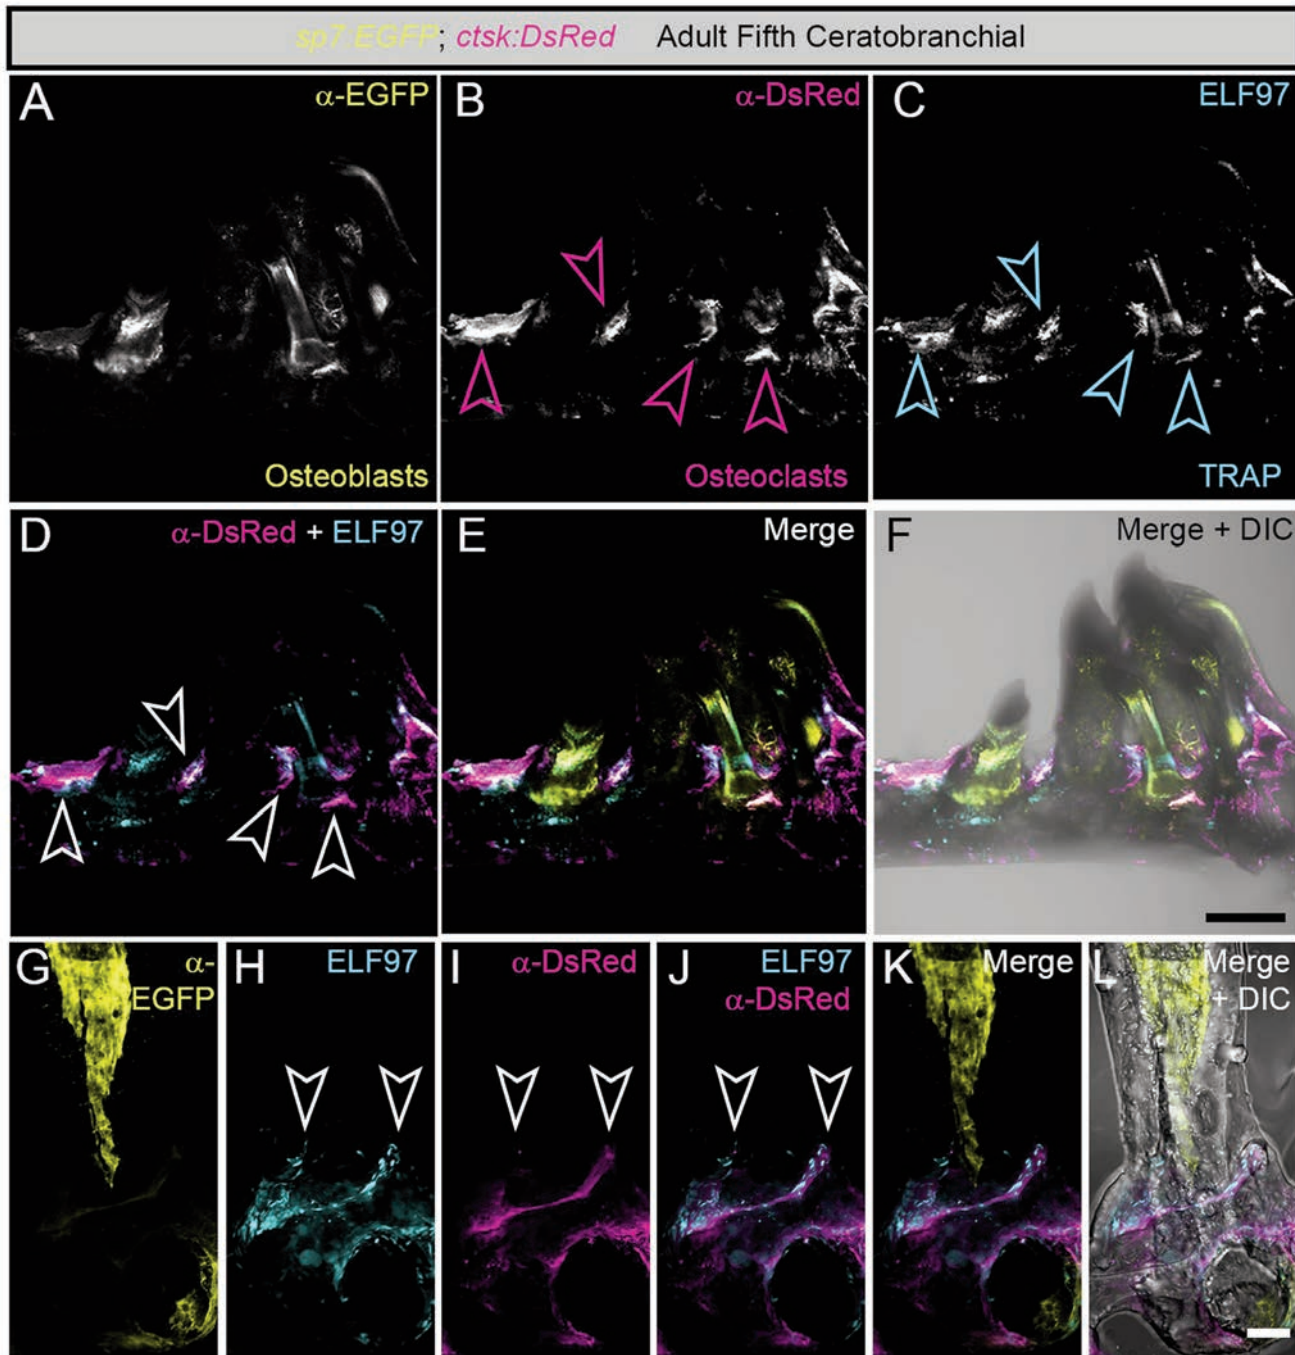 sp7:EGFP; ctsk:DsRed Adult Fifth Ceratobranchial
A α-EGFP
Osteoblasts
B α-DsRed
Osteoclasts
C ELF97
TRAP
D α-DsRed + ELF97
E Merge
F Merge + DIC
G α-
EGFP
H ELF97
I α-DsRed
J ELF97
α-DsRed
K Merge
L Merge
+ DIC